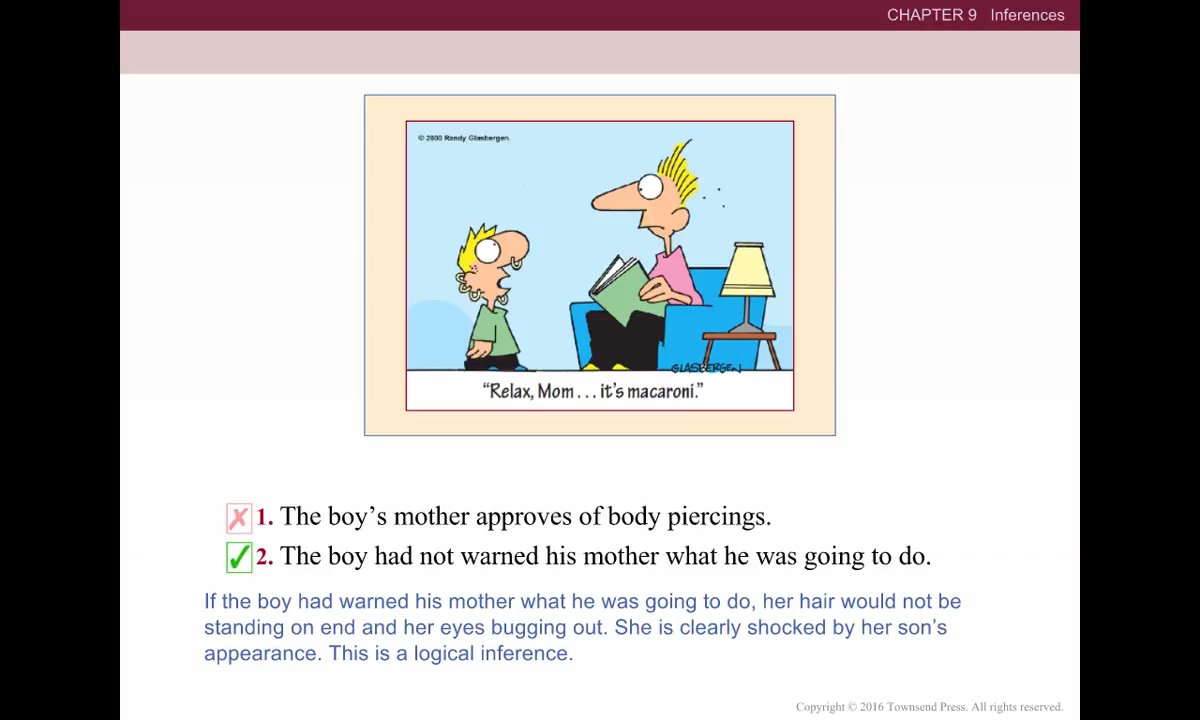 CHAPTER 9 Inferences
© 2000 Randy Glasbergen.
GLASBERGEN
“Relax, Mom . . . it’s macaroni.”
✗ 1. The boy’s mother approves of body piercings.
✓ 2. The boy had not warned his mother what he was going to do.
If the boy had warned his mother what he was going to do, her hair would not be
standing on end and her eyes bugging out. She is clearly shocked by her son’s
appearance. This is a logical inference.
Copyright © 2016 Townsend Press. All rights reserved.